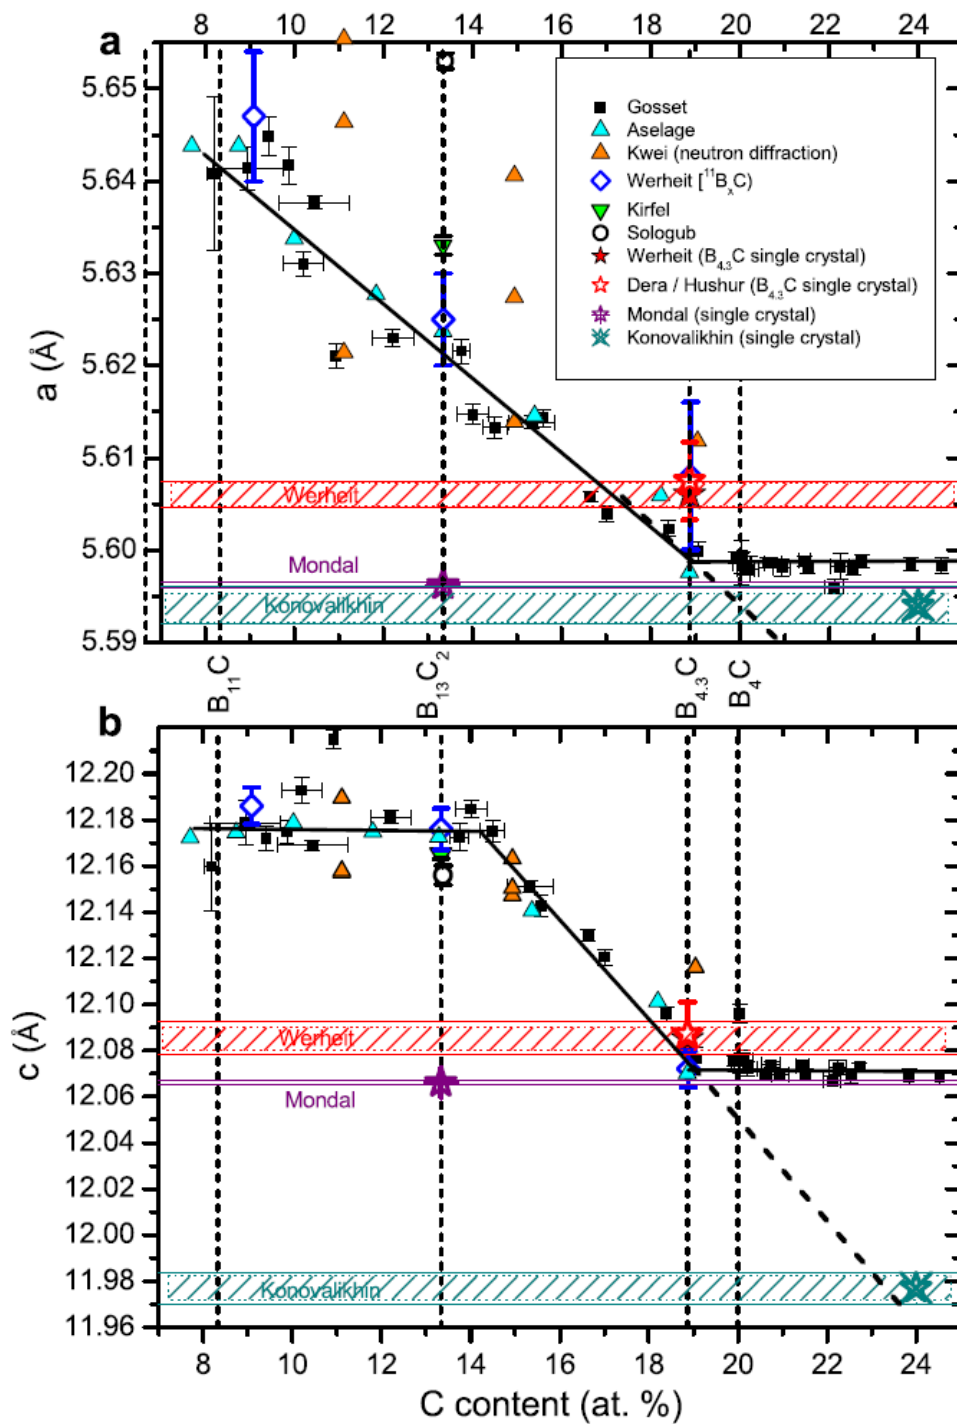 8 10 12 14 16 18 20 22 24
a
5.65
5.64
5.63
5.62
5.61
5.60
5.59
a (Å)
Gosset
Aselage
Kwei (neutron diffraction)
Werheit [¹¹BₓC)
Kirfel
Sologub
Werheit (B₄.₃C single crystal)
Dera / Hushur (B₄.₃C single crystal)
Mondal (single crystal)
Konovalikhin (single crystal)
Werheit
Mondal
Konovalikhin
B₁₁C
B₁₃C₂
B₄.₃C
B₄C
b
12.20
12.18
12.16
12.14
12.12
12.10
12.08
12.06
12.04
12.02
12.00
11.98
11.96
c (Å)
Werheit
Mondal
Konovalikhin
8 10 12 14 16 18 20 22 24
C content (at. %)